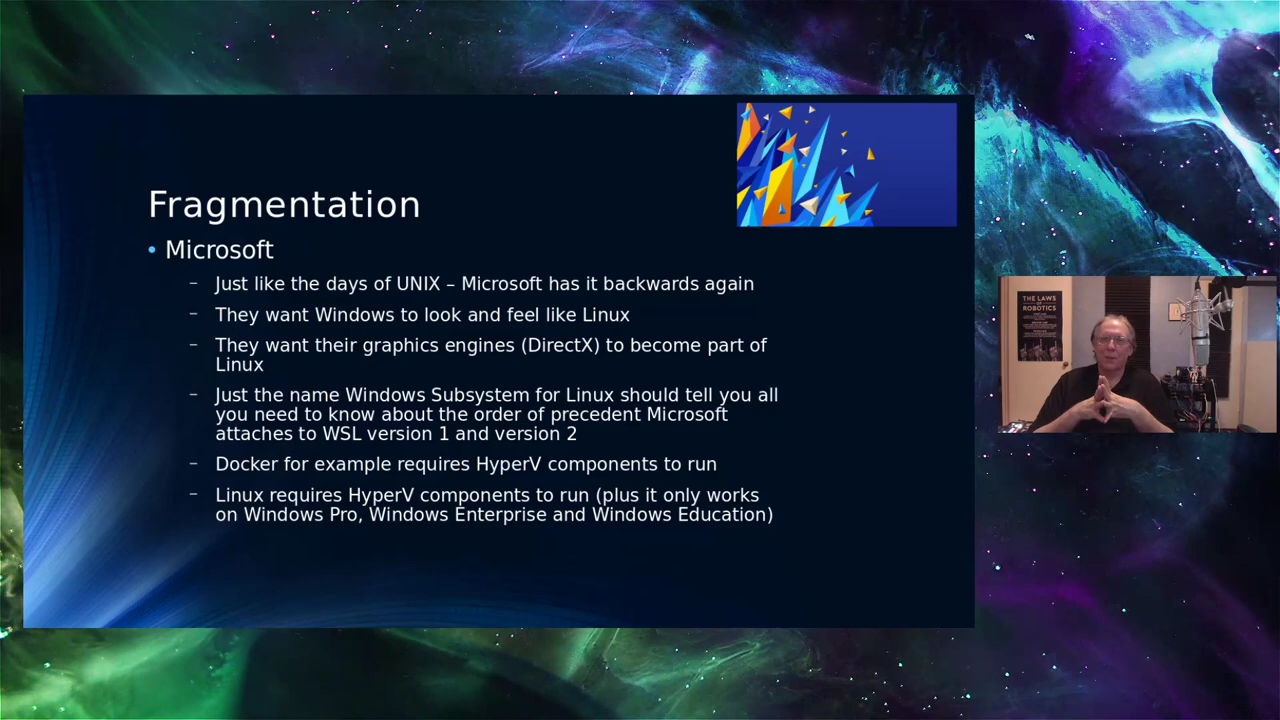 Fragmentation
• Microsoft
– Just like the days of UNIX – Microsoft has it backwards again
– They want Windows to look and feel like Linux
– They want their graphics engines (DirectX) to become part of
Linux
– Just the name Windows Subsystem for Linux should tell you all
you need to know about the order of precedent Microsoft
attaches to WSL version 1 and version 2
– Docker for example requires HyperV components to run
– Linux requires HyperV components to run (plus it only works
on Windows Pro, Windows Enterprise and Windows Education)
THE LAWS
OF
ROBOTICS